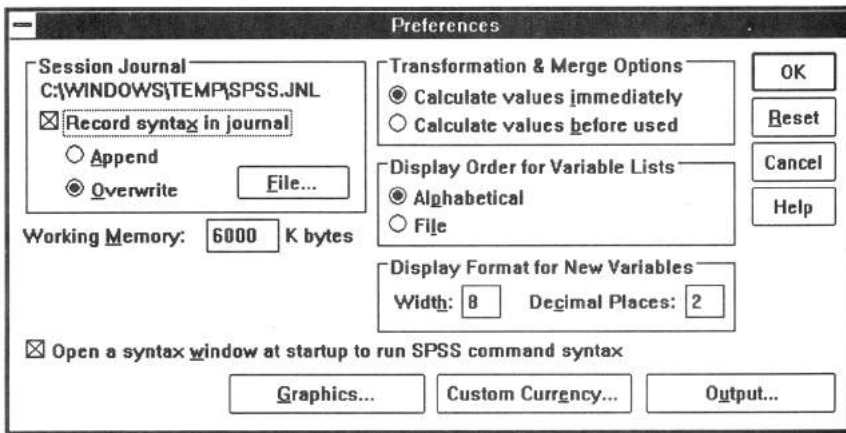 Preferences
Session Journal
C:\WINDOWS\TEMP\SPSS.JNL
Record syntax in journal
Append
Overwrite
File...
Working Memory: 6000 K bytes
Transformation & Merge Options
Calculate values immediately
Calculate values before used
Display Order for Variable Lists
Alphabetical
File
Display Format for New Variables
Width: 8 Decimal Places: 2
OK
Reset
Cancel
Help
Open a syntax window at startup to run SPSS command syntax
Graphics...
Custom Currency...
Output...